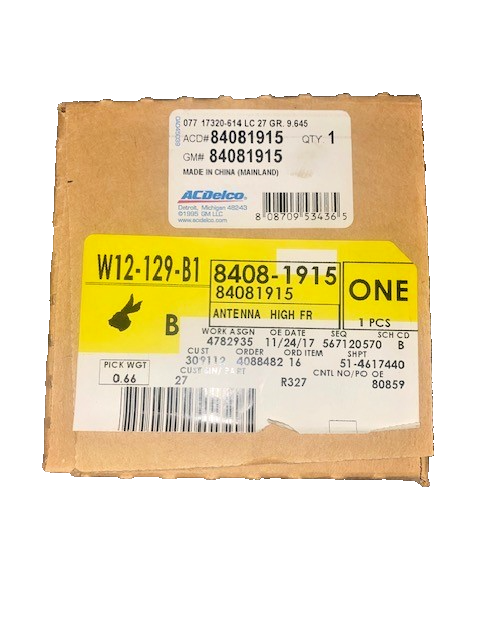 077 17320-614 LC 27 GR. 9.645
ACD# 84081915 QTY 1
GM# 84081915
MADE IN CHINA (MAINLAND)
ACDelco
Detroit, Michigan 48243
©1995 GM LLC
www.acdelco.com
8 08709 53436 5
W12-129-B1
B
8408-1915
84081915
ANTENNA HIGH FR
ONE
1 PCS
WORK ASGN OE DATE SEQ SCH CD
4782935 11/24/17 567120570 B
CUST ORDER ORD ITEM SHPT
309112 4088482 16 51-4617440
PICK WGT
0.66
27
R327
CNTL NO/PO OE
80859